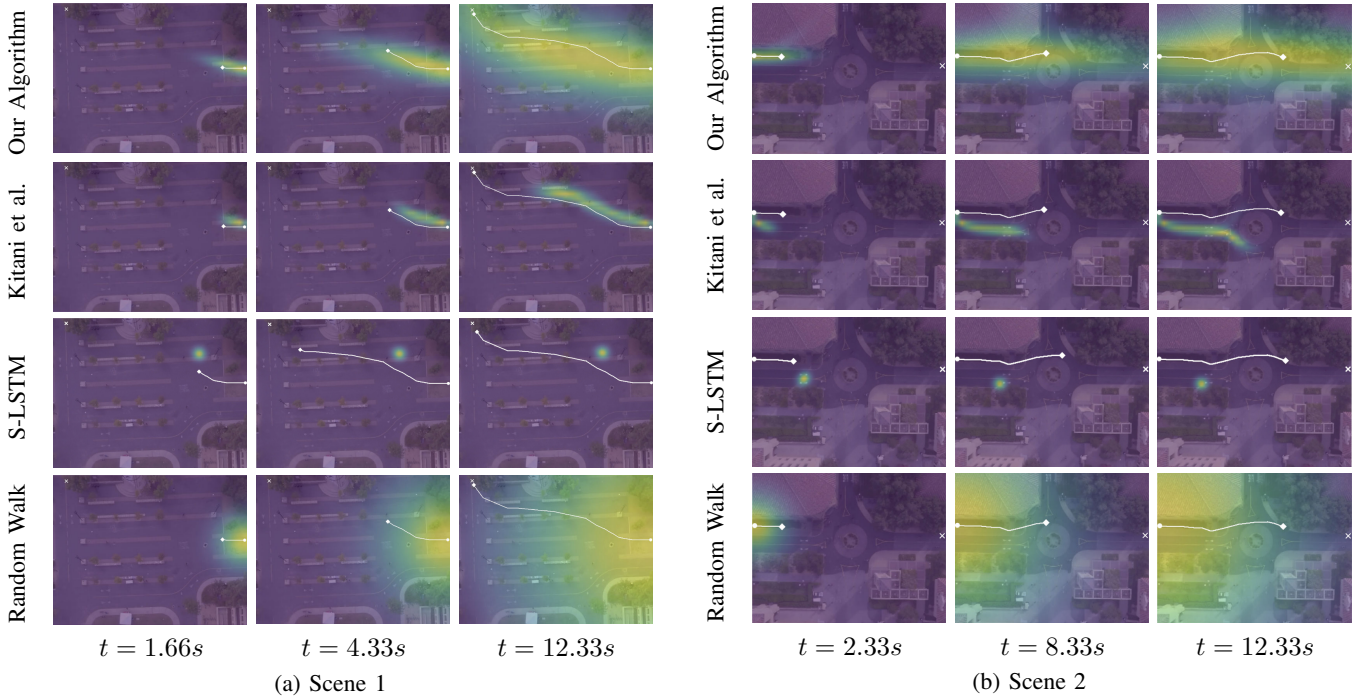 Our Algorithm
Kitani et al.
S-LSTM
Random Walk
t = 1.66s
t = 4.33s
t = 12.33s
(a) Scene 1
Our Algorithm
Kitani et al.
S-LSTM
Random Walk
t = 2.33s
t = 8.33s
t = 12.33s
(b) Scene 2